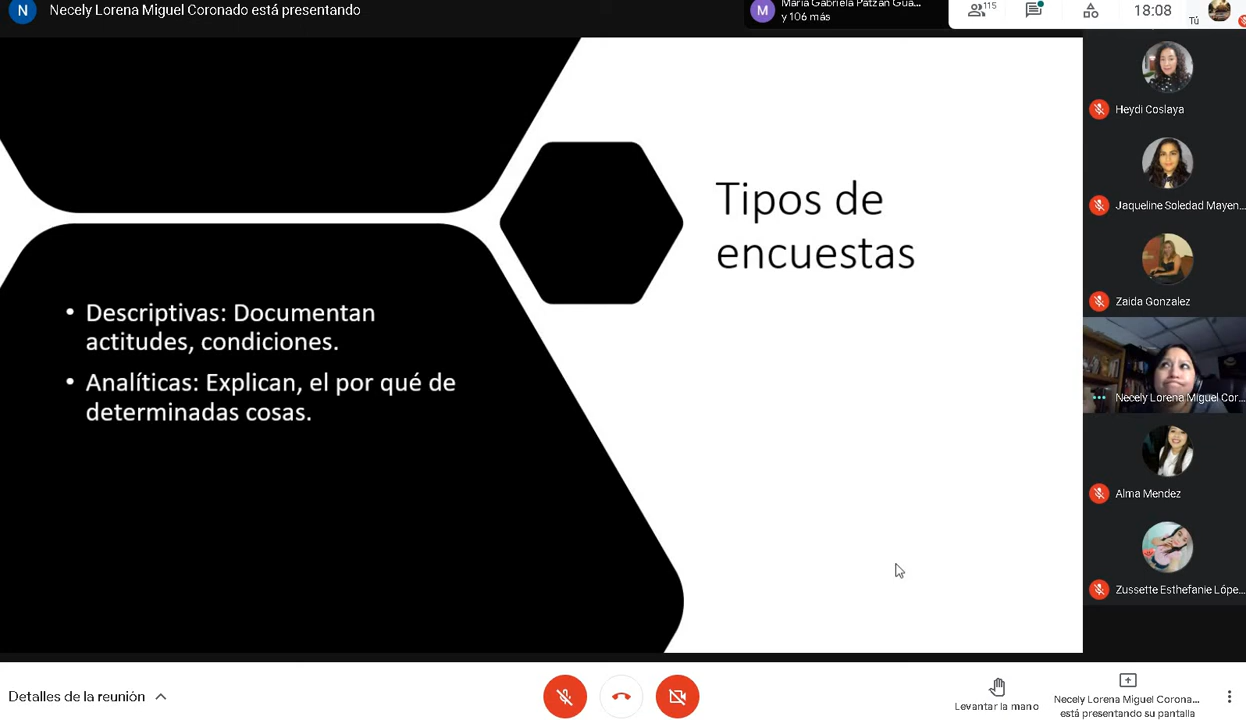 N
Necely Lorena Miguel Coronado está presentando
M
María Gabriela Patzán Gua...
y 106 más
115
18:08
Tú
Tipos de
encuestas
• Descriptivas: Documentan
actitudes, condiciones.
• Analíticas: Explican, el por qué de
determinadas cosas.
Heydi Coslaya
Jaqueline Soledad Mayen...
Zaida Gonzalez
Necely Lorena Miguel Cor...
Alma Mendez
Zussette Esthefanie Lópe...
Detalles de la reunión
Levantar la mano
Necely Lorena Miguel Corona...
está presentando su pantalla